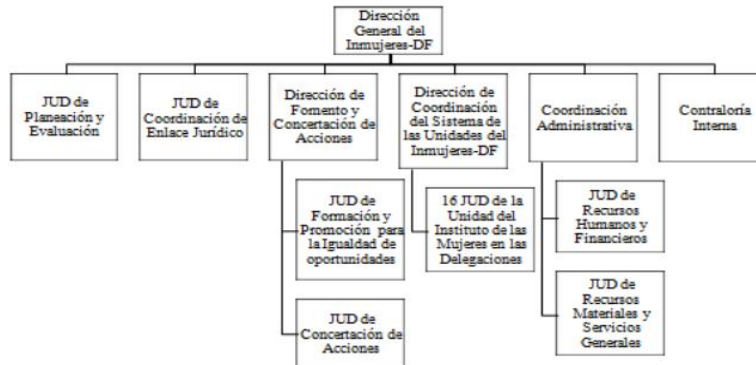 Dirección
General del
Inmujeres-DF
JUD de
Planeación y
Evaluación
JUD de
Coordinación de
Enlace Jurídico
Dirección de
Fomento y
Concertación de
Acciones
Dirección de
Coordinación
del Sistema de
las Unidades del
Inmujeres-DF
Coordinación
Administrativa
Contraloría
Interna
JUD de
Formación y
Promoción para
la Igualdad de
oportunidades
16 JUD de la
Unidad del
Instituto de las
Mujeres en las
Delegaciones
JUD de
Recursos
Humanos y
Financieros
JUD de
Concertación de
Acciones
JUD de
Recursos
Materiales y
Servicios
Generales